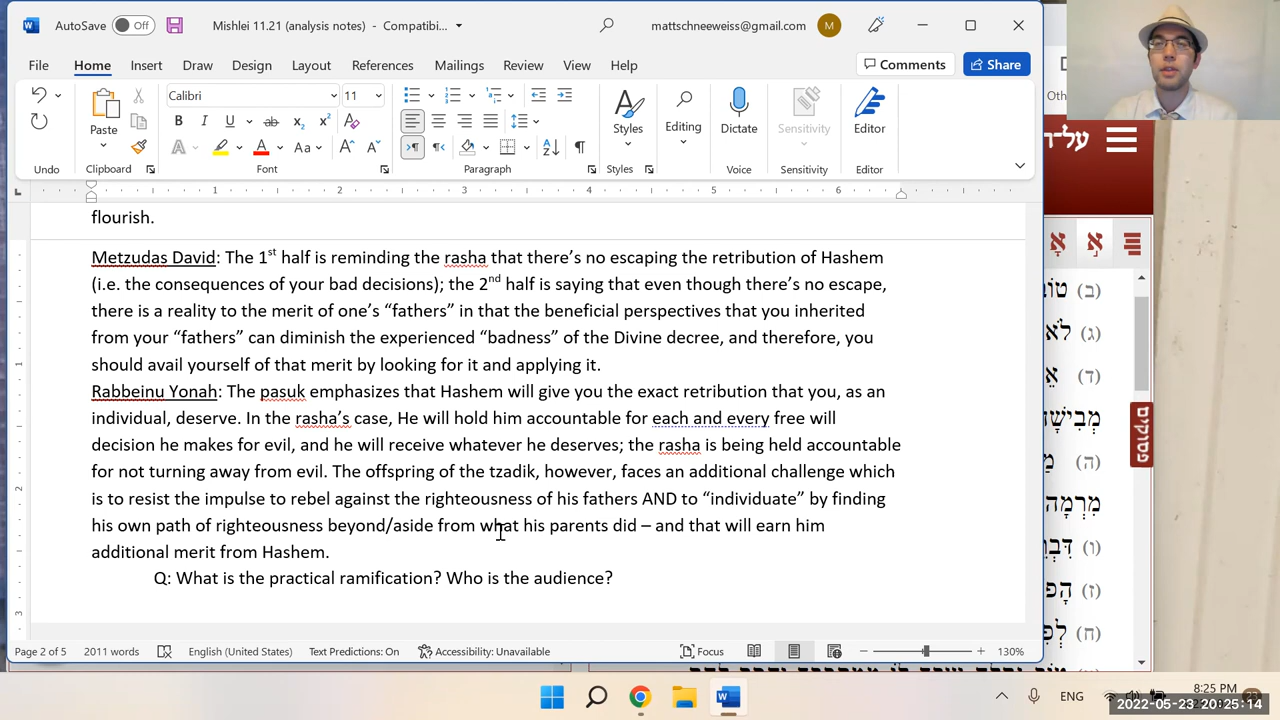 AutoSave Off Mishlei 11.21 (analysis notes) - Compatibi... mattschneeweiss@gmail.com M
File Home Insert Draw Design Layout References Mailings Review View Help Comments Share
Calibri 11
Paste Styles Editing Dictate Sensitivity Editor
Undo Clipboard Font Paragraph Styles Voice Sensitivity Editor
1 2 3 4 5 6
flourish.
Metzudas David: The 1st half is reminding the rasha that there's no escaping the retribution of Hashem
(i.e. the consequences of your bad decisions); the 2nd half is saying that even though there's no escape,
there is a reality to the merit of one's "fathers" in that the beneficial perspectives that you inherited
from your "fathers" can diminish the experienced "badness" of the Divine decree, and therefore, you
should avail yourself of that merit by looking for it and applying it.
Rabbeinu Yonah: The pasuk emphasizes that Hashem will give you the exact retribution that you, as an
individual, deserve. In the rasha's case, He will hold him accountable for each and every free will
decision he makes for evil, and he will receive whatever he deserves; the rasha is being held accountable
for not turning away from evil. The offspring of the tzadik, however, faces an additional challenge which
is to resist the impulse to rebel against the righteousness of his fathers AND to "individuate" by finding
his own path of righteousness beyond/aside from what his parents did – and that will earn him
additional merit from Hashem.
Q: What is the practical ramification? Who is the audience?
Page 2 of 5 2011 words English (United States) Text Predictions: On Accessibility: Unavailable Focus 130%
Oth
על־ה
א א
(ב) טוֹב
(ג) לֹא
(ד) אֵ
מְבִישָׁ
(ה) מַ
מִרְמָה
(ו) דִּבְ
(ז) הָפ
(ח) לְפִ
פסוקים
ENG 8:25 PM
2022-05-23 20:25:14